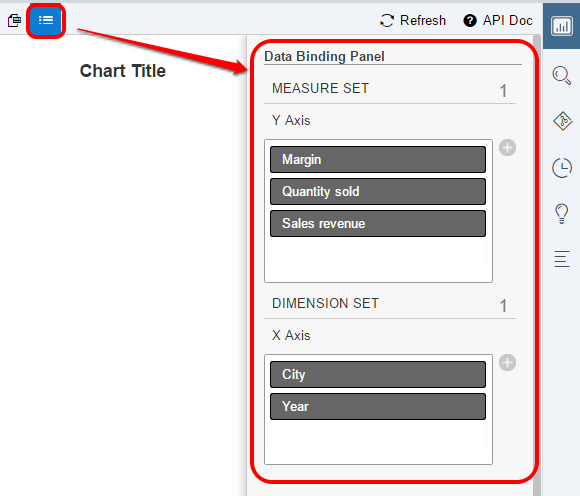 Refresh API Doc
Chart Title
Data Binding Panel
MEASURE SET 1
Y Axis
Margin
Quantity sold
Sales revenue
DIMENSION SET 1
X Axis
City
Year